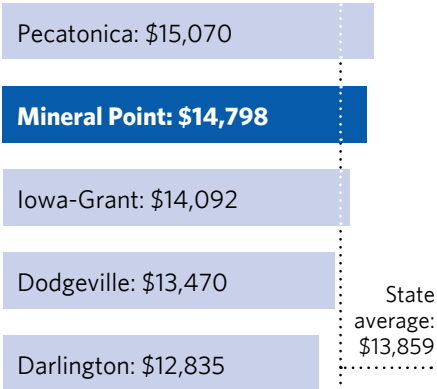 Pecatonica: $15,070
Mineral Point: $14,798
Iowa-Grant: $14,092
Dodgeville: $13,470
State
average:
$13,859
Darlington: $12,835